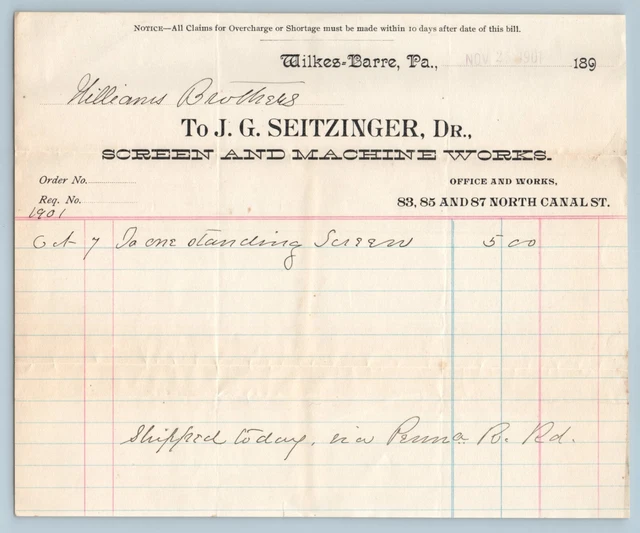 NOTICE—All Claims for Overcharge or Shortage must be made within 10 days after date of this bill.
Wilkes-Barre, Pa., NOV 1901 189
Williams Brothers
To J. G. SEITZINGER, DR.,
SCREEN AND MACHINE WORKS.
Order No.
OFFICE AND WORKS,
Req. No.
83, 85 AND 87 NORTH CANAL ST.
1901
Oct 7 To one standing Screen 5 00
Shipped today, via Penna R. Rd.